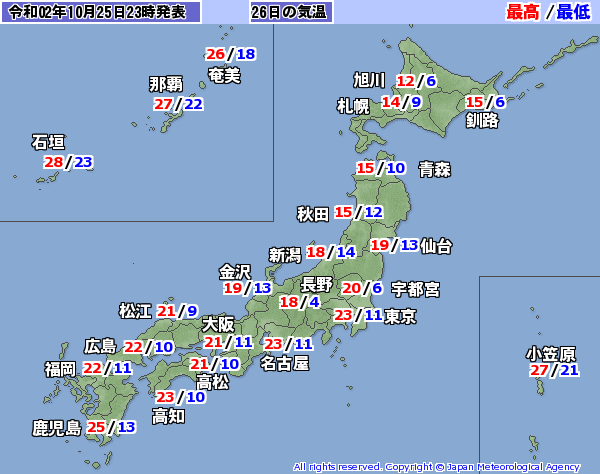 令和02年10月25日23時発表
26日の気温
最高/最低
26/18
奄美
那覇
27/22
石垣
28/23
旭川 12/6
札幌 14/9
15/6
釧路
15/10 青森
秋田 15/12
19/13 仙台
新潟 18/14
金沢
19/13
長野
18/4
20/6 宇都宮
23/11 東京
松江 21/9
大阪
21/11
広島 22/10
23/11
名古屋
福岡 22/11
21/10
高松
23/10
高知
鹿児島 25/13
小笠原
27/21
All rights reserved. Copyright © Japan Meteorological Agency